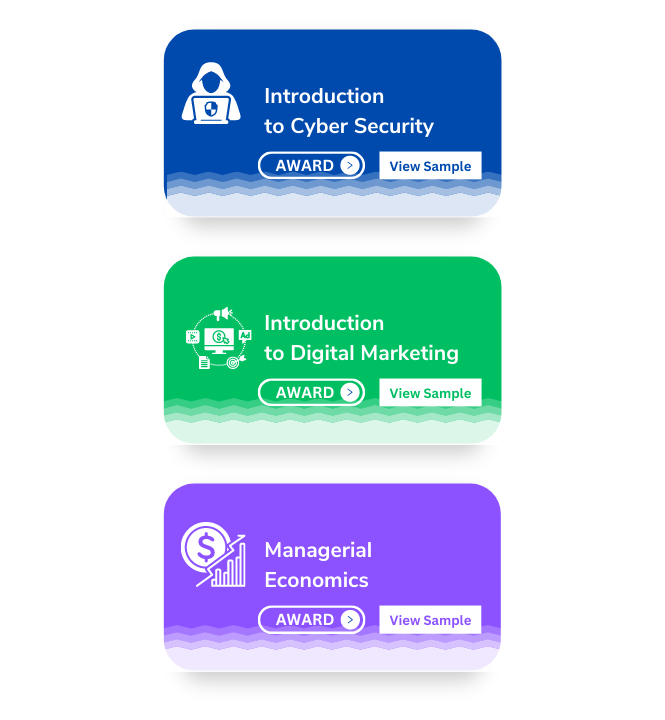 Introduction
to Cyber Security
AWARD >
View Sample
Introduction
to Digital Marketing
Ad
AWARD >
View Sample
Managerial
Economics
$
AWARD >
View Sample